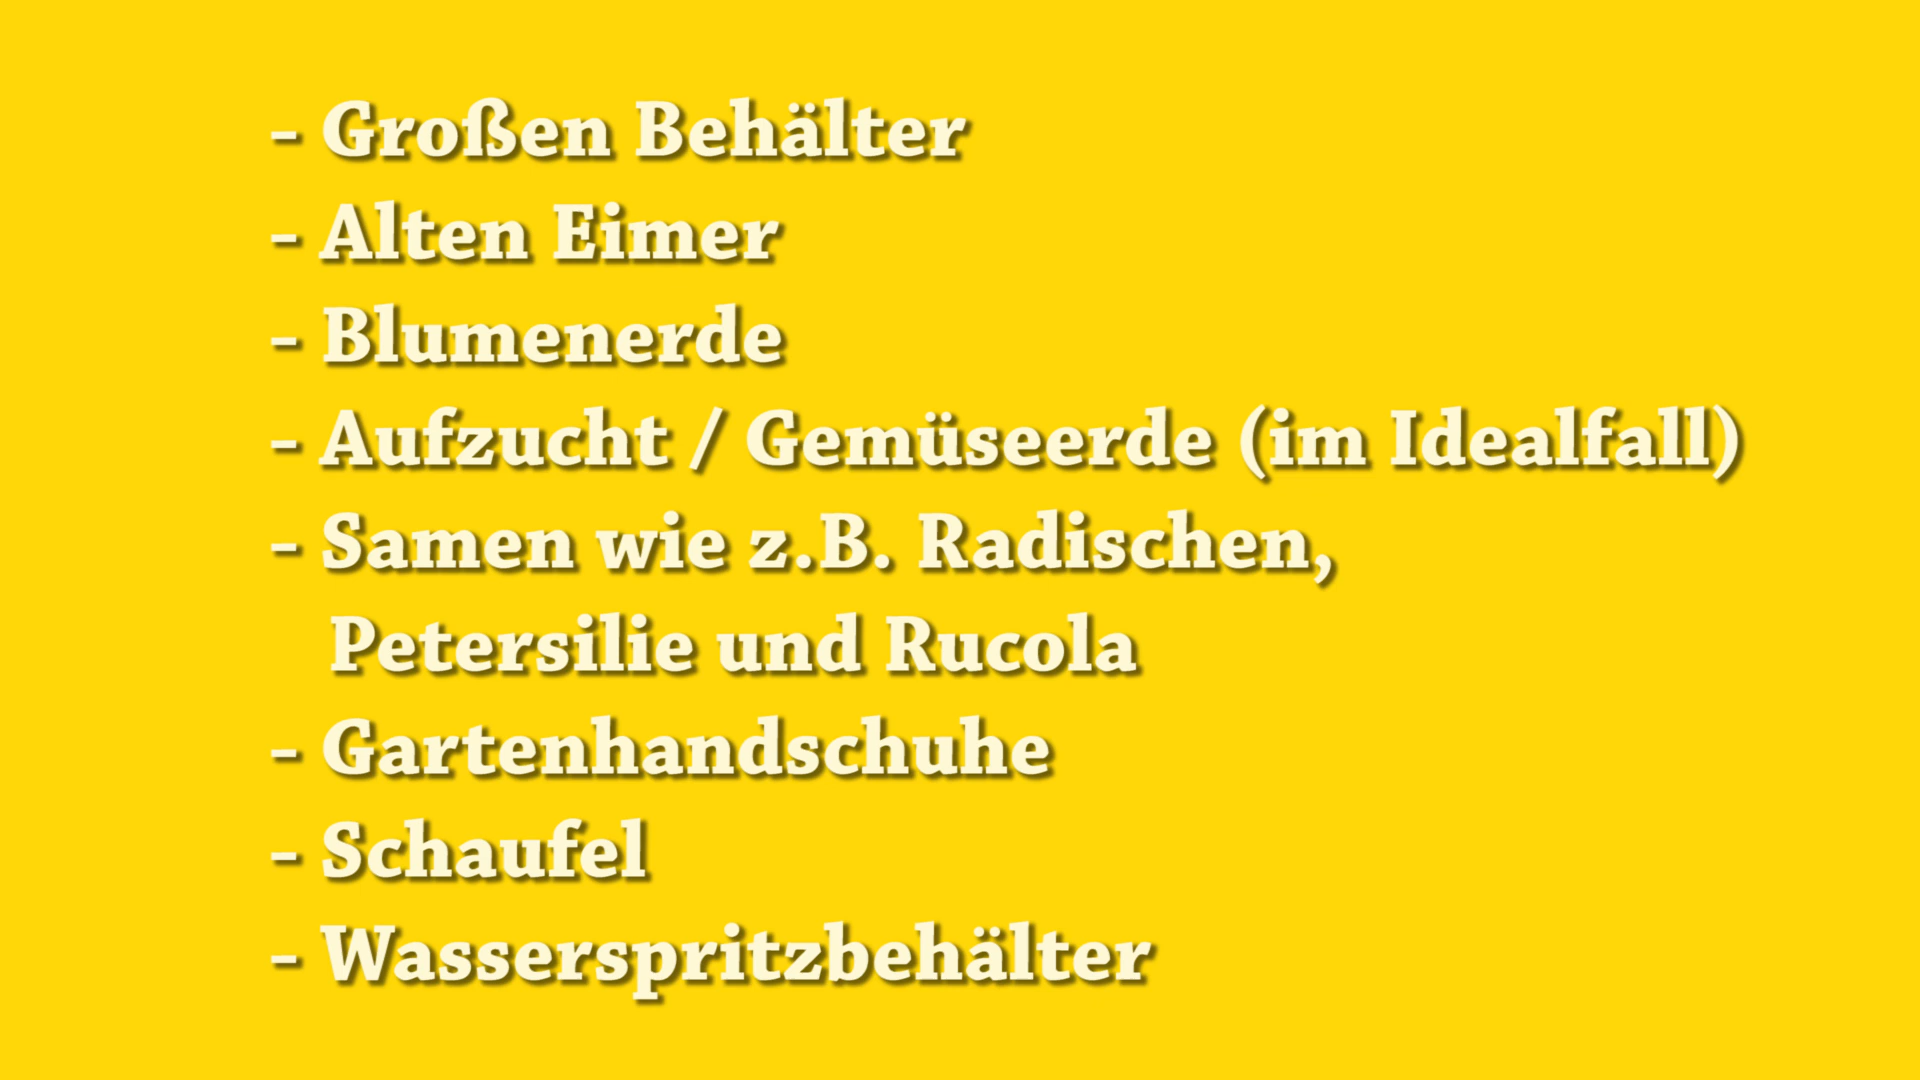 - Großen Behälter
- Alten Eimer
- Blumenerde
- Aufzucht / Gemüseerde (im Idealfall)
- Samen wie z.B. Radischen,
Petersilie und Rucola
- Gartenhandschuhe
- Schaufel
- Wasserspritzbehälter